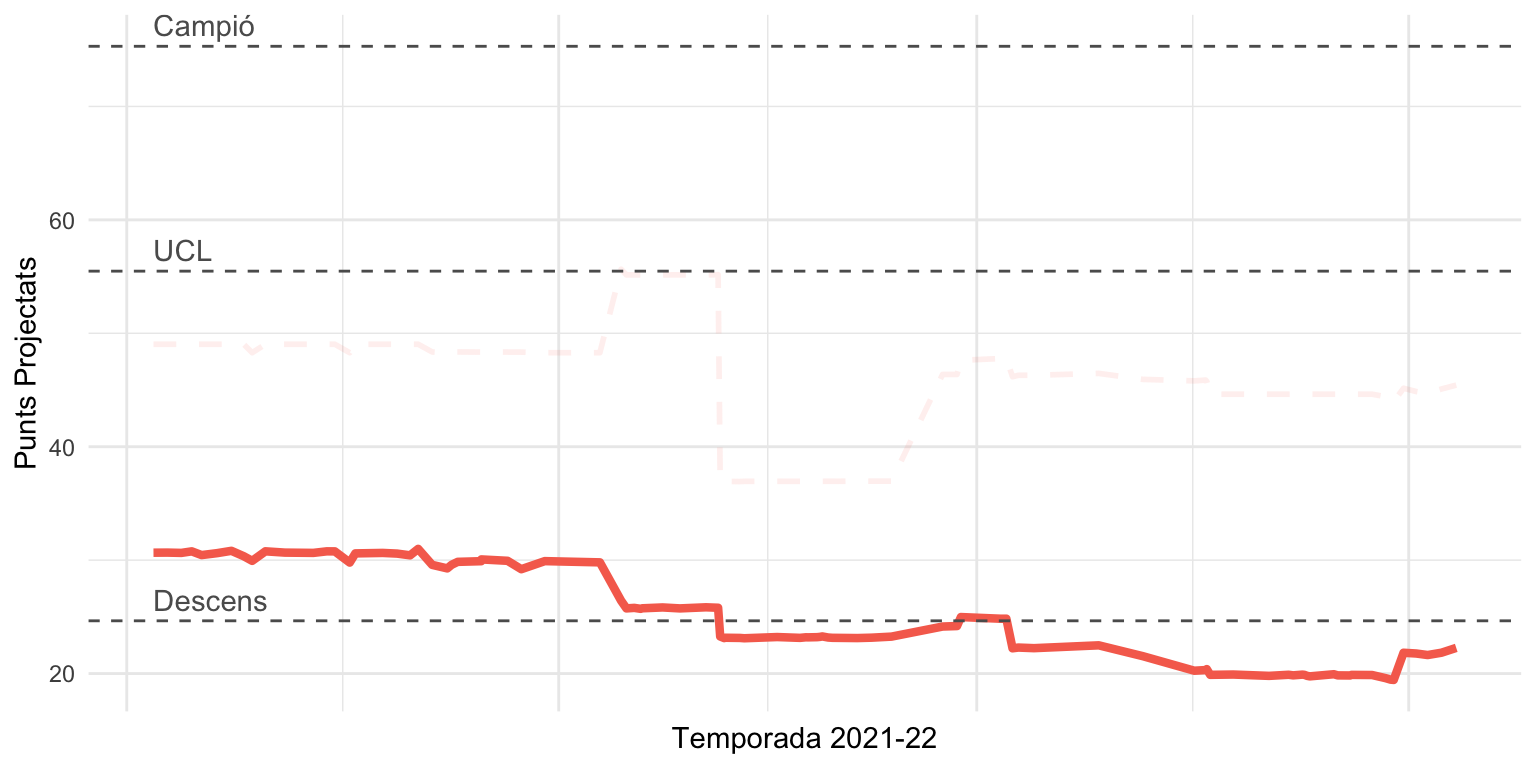 Campió
60
UCL
Punts Projectats
40
Descens
20
Temporada 2021-22